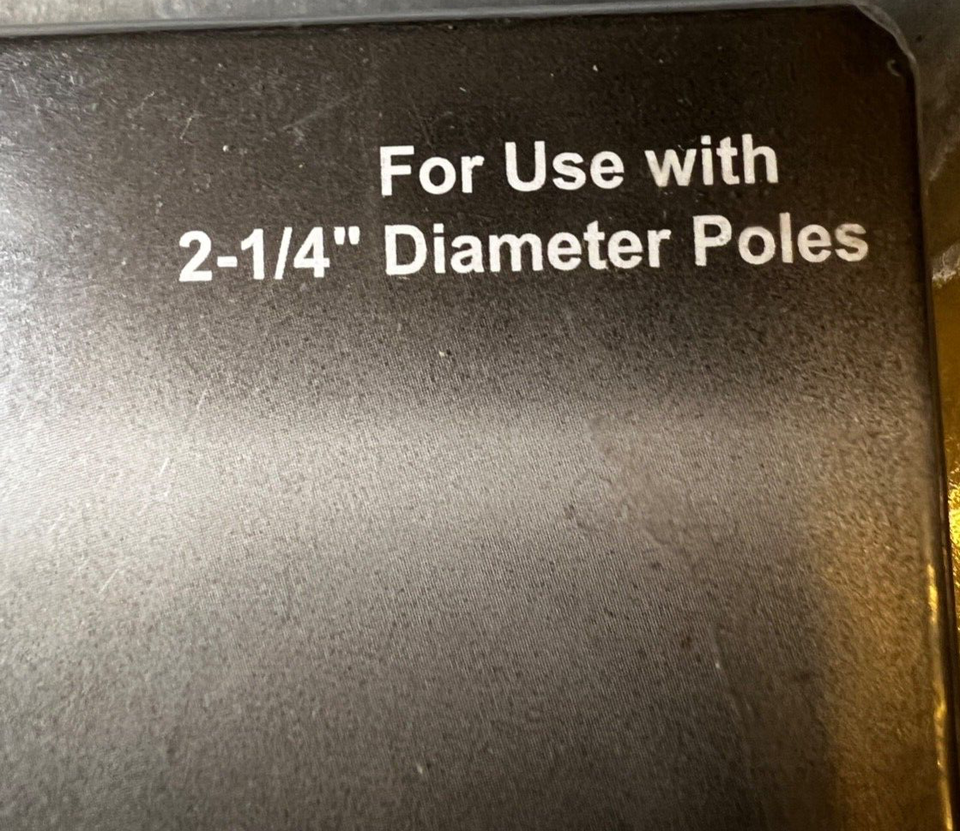 For Use with
2-1/4" Diameter Poles